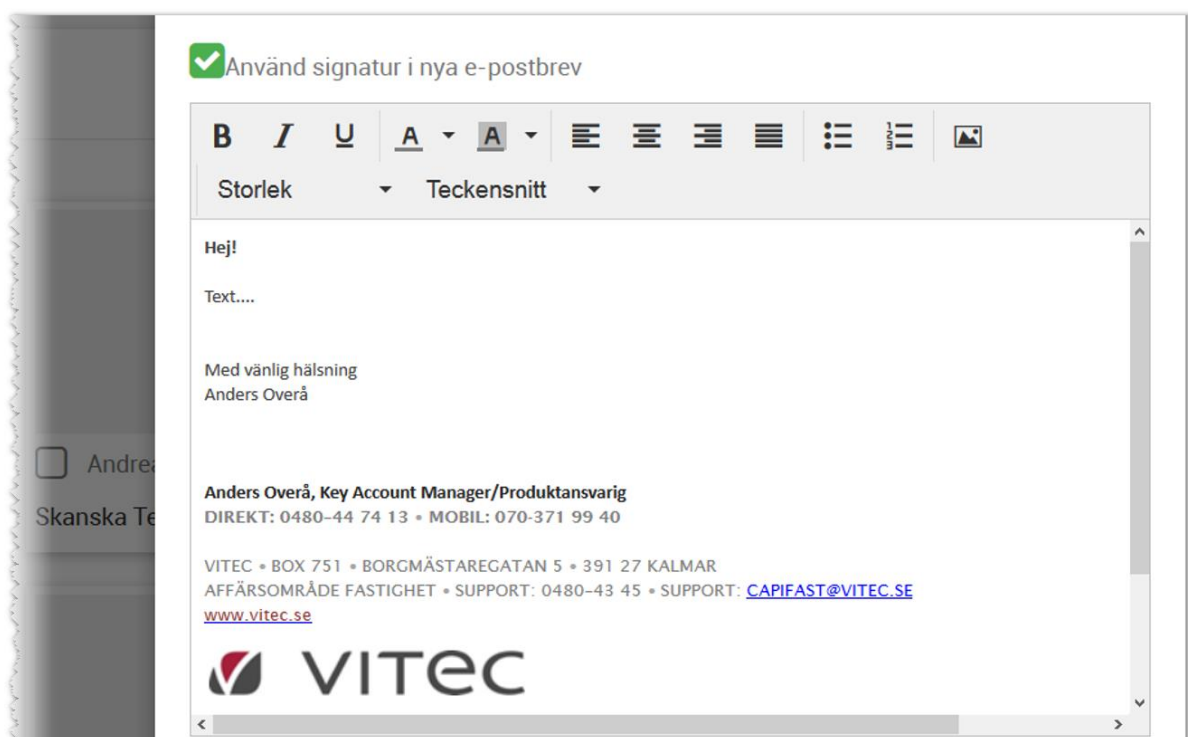 Använd signatur i nya e-postbrev
B I U A A
Storlek Teckensnitt
Hej!
Text....
Med vänlig hälsning
Anders Overå
Anders Overå, Key Account Manager/Produktansvarig
DIREKT: 0480–44 74 13 • MOBIL: 070-371 99 40
VITEC • BOX 751 • BORGMÄSTAREGATAN 5 • 391 27 KALMAR
AFFÄRSOMRÅDE FASTIGHET • SUPPORT: 0480–43 45 • SUPPORT: CAPIFAST@VITEC.SE
www.vitec.se
VITEC
Andrea
Skanska Te